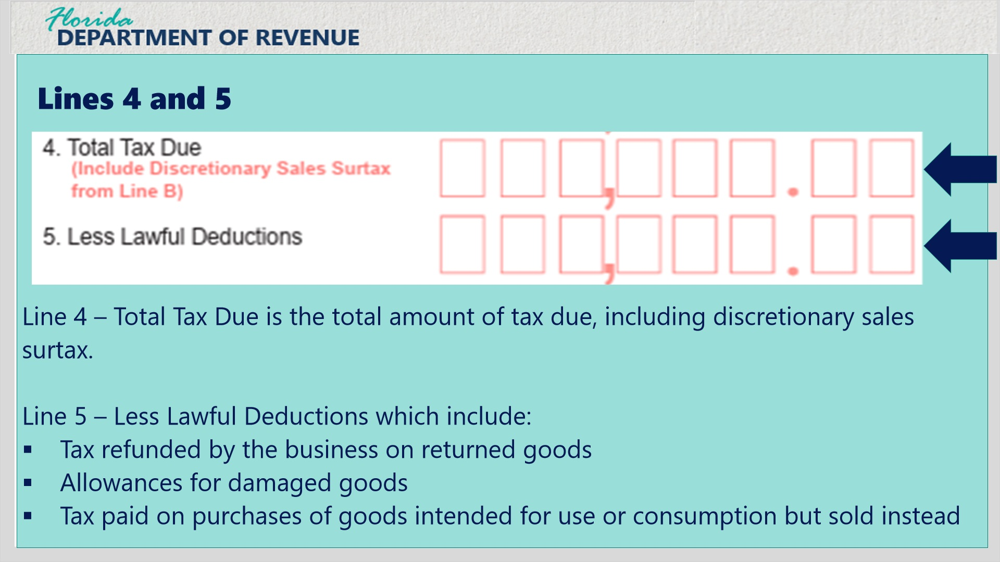 Florida
DEPARTMENT OF REVENUE
Lines 4 and 5
4. Total Tax Due
(Include Discretionary Sales Surtax
from Line B)
, .
5. Less Lawful Deductions
, .
Line 4 – Total Tax Due is the total amount of tax due, including discretionary sales
surtax.
Line 5 – Less Lawful Deductions which include:
▪ Tax refunded by the business on returned goods
▪ Allowances for damaged goods
▪ Tax paid on purchases of goods intended for use or consumption but sold instead